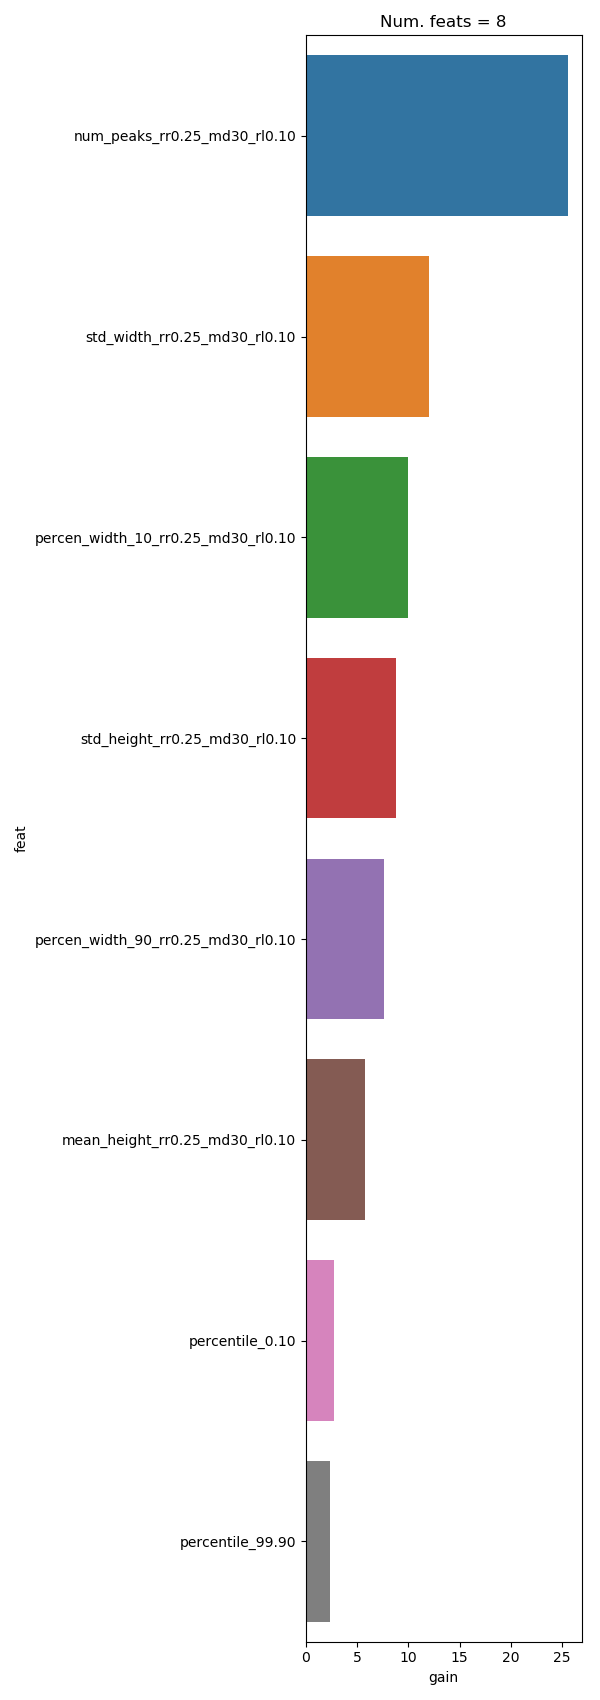 Num. feats = 8
num_peaks_rr0.25_md30_rl0.10
std_width_rr0.25_md30_rl0.10
percen_width_10_rr0.25_md30_rl0.10
std_height_rr0.25_md30_rl0.10
feat
percen_width_90_rr0.25_md30_rl0.10
mean_height_rr0.25_md30_rl0.10
percentile_0.10
percentile_99.90
0 5 10 15 20 25
gain